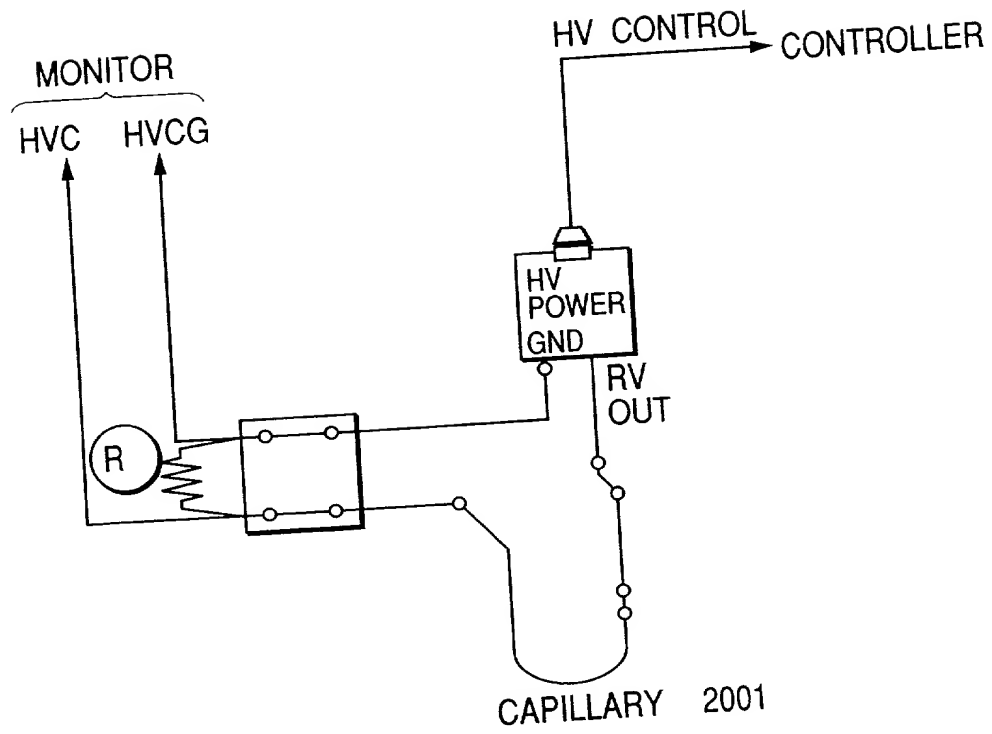 HV CONTROL
CONTROLLER
MONITOR
HVC HVCG
HV
POWER
GND
RV
OUT
R
CAPILLARY 2001